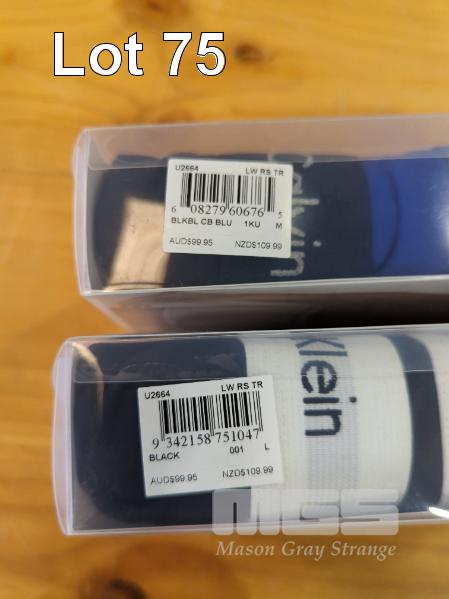 Lot 75
U2664 LW RS TR
6 08279 60676 5
BLKBL CB BLU 1KU M
AUD$99.95 NZD$109.99
Calvin
U2664 LW RS TR
9 342158 751047
BLACK 001 L
AUD$99.95 NZD$109.99
Klein
MGS
Mason Gray Strange